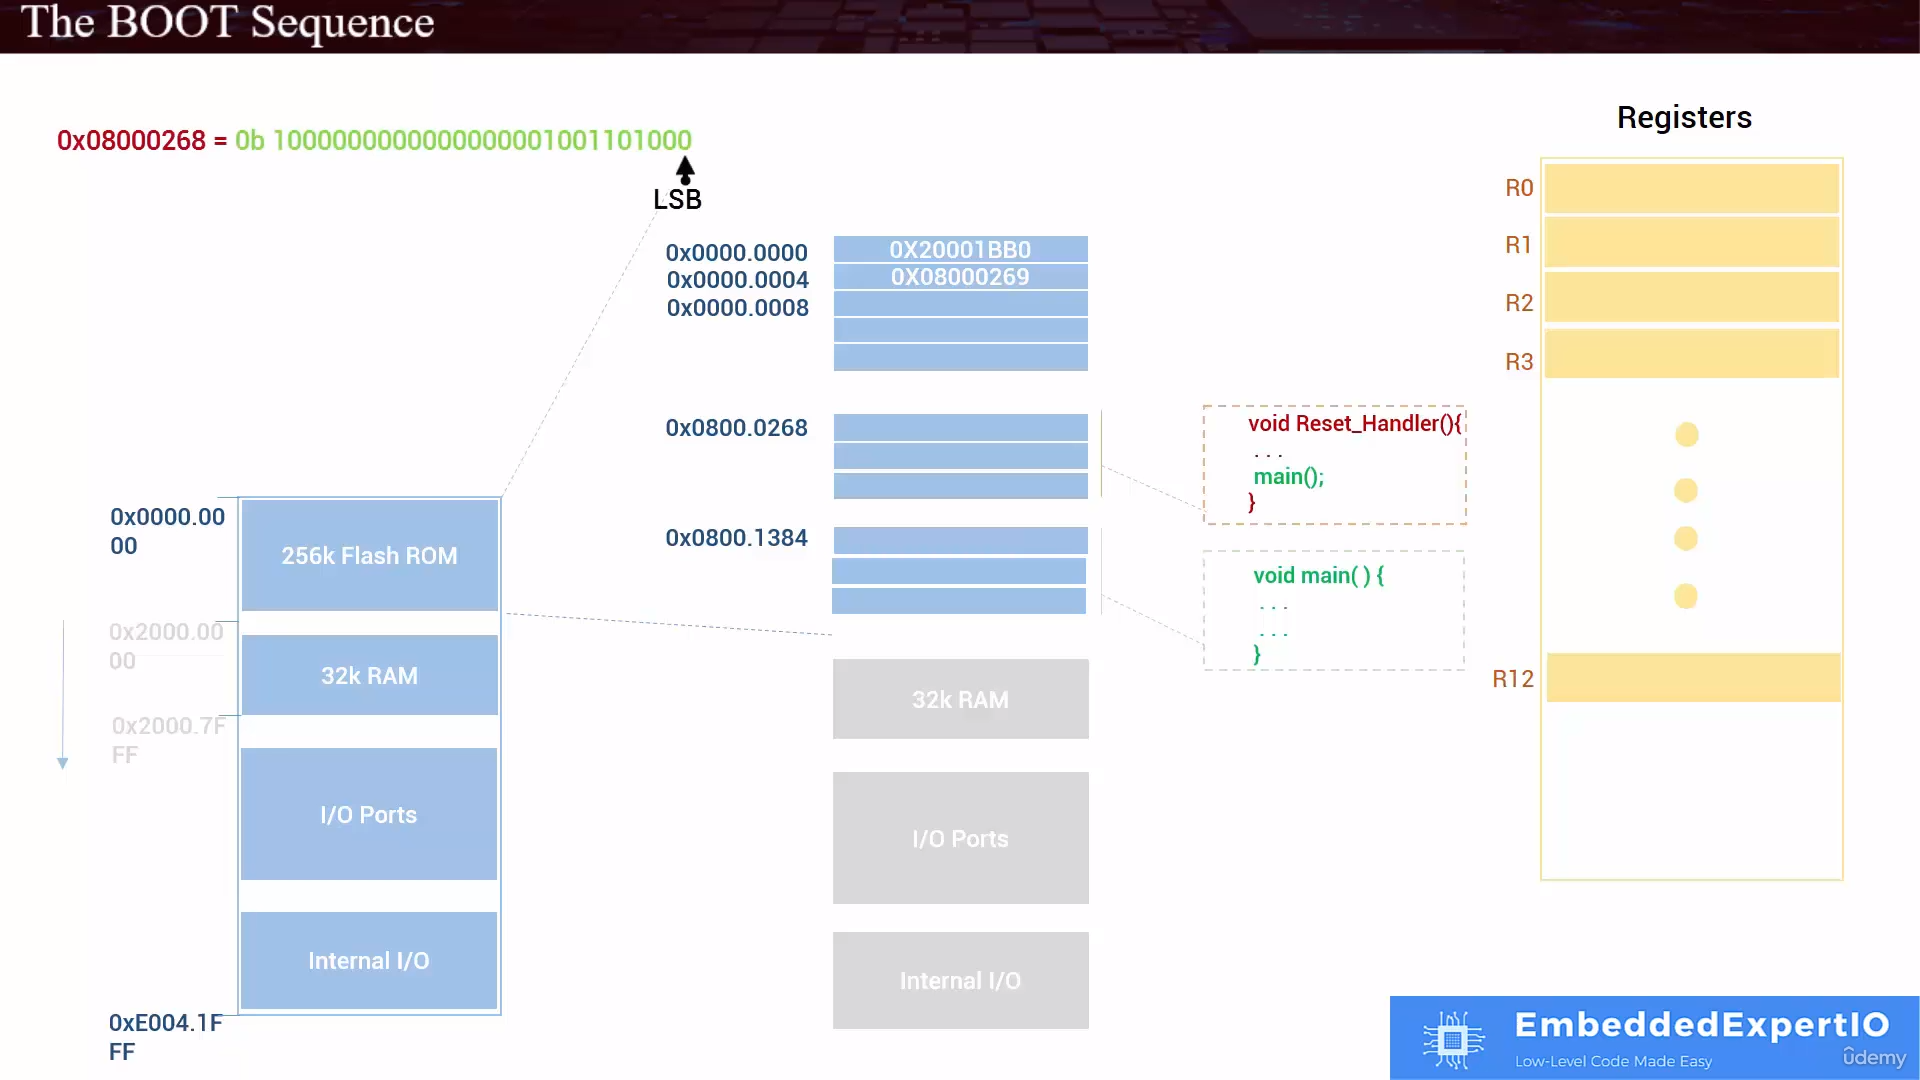 The BOOT Sequence
0x08000268 = 0b 1000000000000000001001101000
LSB
Registers
R0
R1
R2
R3
R12
0x0000.0000 0X20001BB0
0x0000.0004 0X08000269
0x0000.0008
0x0800.0268
0x0800.1384
void Reset_Handler(){
. . .
main();
}
void main( ) {
. . .
. . .
}
0x0000.00
00
256k Flash ROM
0x2000.00
00
32k RAM
0x2000.7F
FF
I/O Ports
Internal I/O
0xE004.1F
FF
32k RAM
I/O Ports
Internal I/O
EmbeddedExpertIO
Low-Level Code Made Easy
ûdemy